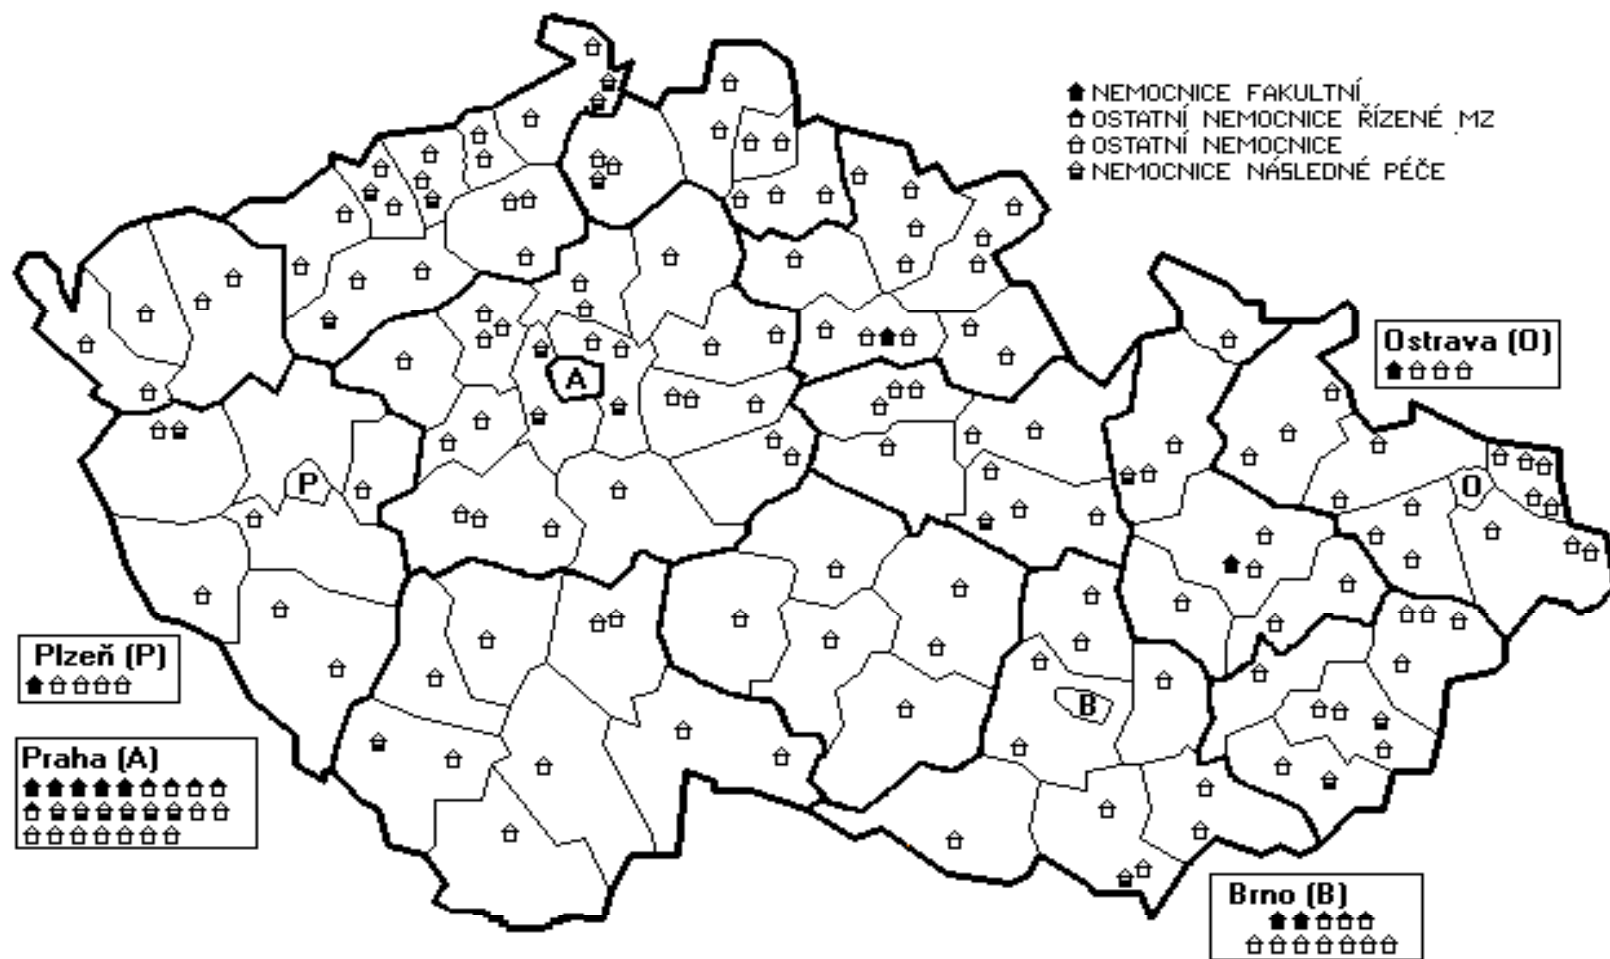 NEMOCNICE FAKULTNÍ
OSTATNÍ NEMOCNICE ŘÍZENÉ MZ
OSTATNÍ NEMOCNICE
NEMOCNICE NÁSLEDNÉ PÉČE
Ostrava (O)
A
P
O
Plzeň (P)
B
Praha (A)
Brno (B)